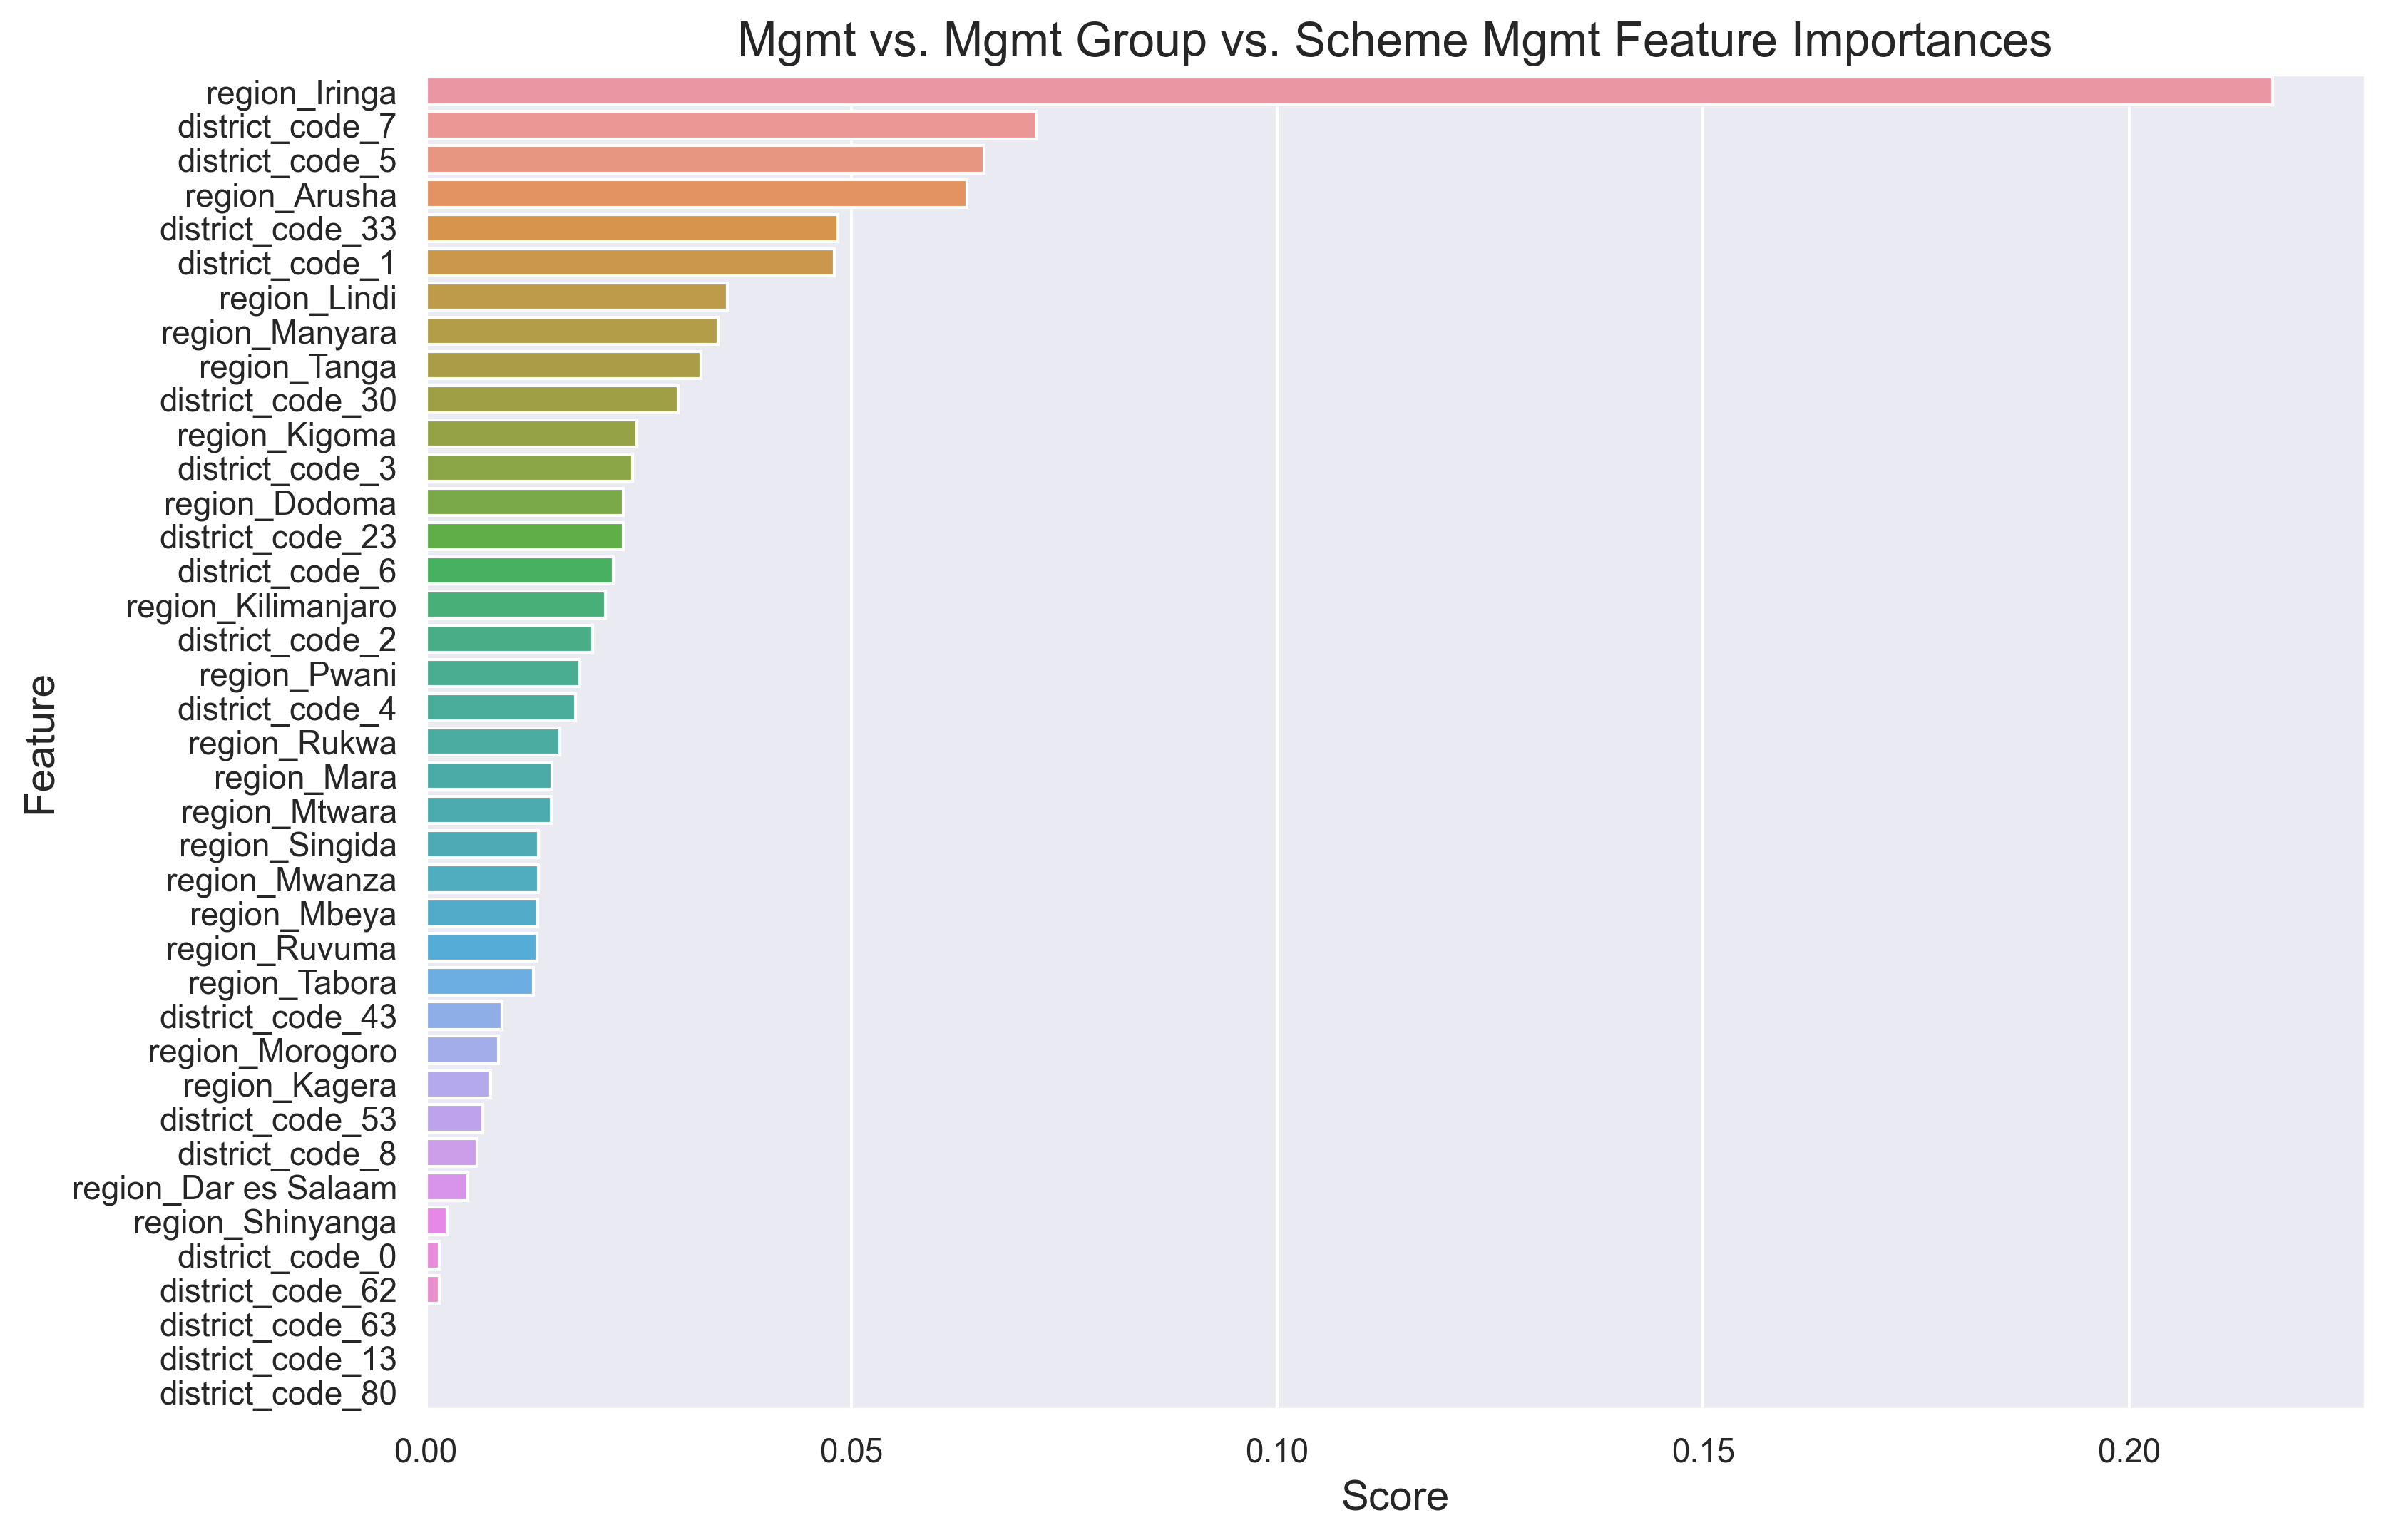 Mgmt vs. Mgmt Group vs. Scheme Mgmt Feature Importances
region_Iringa
district_code_7
district_code_5
region_Arusha
district_code_33
district_code_1
region_Lindi
region_Manyara
region_Tanga
district_code_30
region_Kigoma
district_code_3
region_Dodoma
district_code_23
district_code_6
region_Kilimanjaro
district_code_2
region_Pwani
district_code_4
region_Rukwa
region_Mara
region_Mtwara
region_Singida
region_Mwanza
region_Mbeya
region_Ruvuma
region_Tabora
district_code_43
region_Morogoro
region_Kagera
district_code_53
district_code_8
region_Dar es Salaam
region_Shinyanga
district_code_0
district_code_62
district_code_63
district_code_13
district_code_80
Feature
0.00 0.05 0.10 0.15 0.20
Score